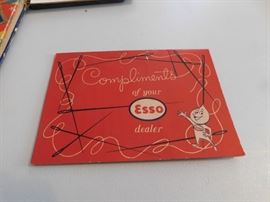 Compliments
of your
Esso
dealer